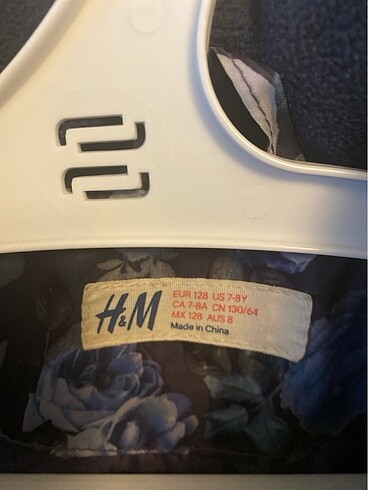 H&M
EUR 128 US 7-8Y
CA 7-8A CN 130/64
MX 128 AUS 8
Made in China